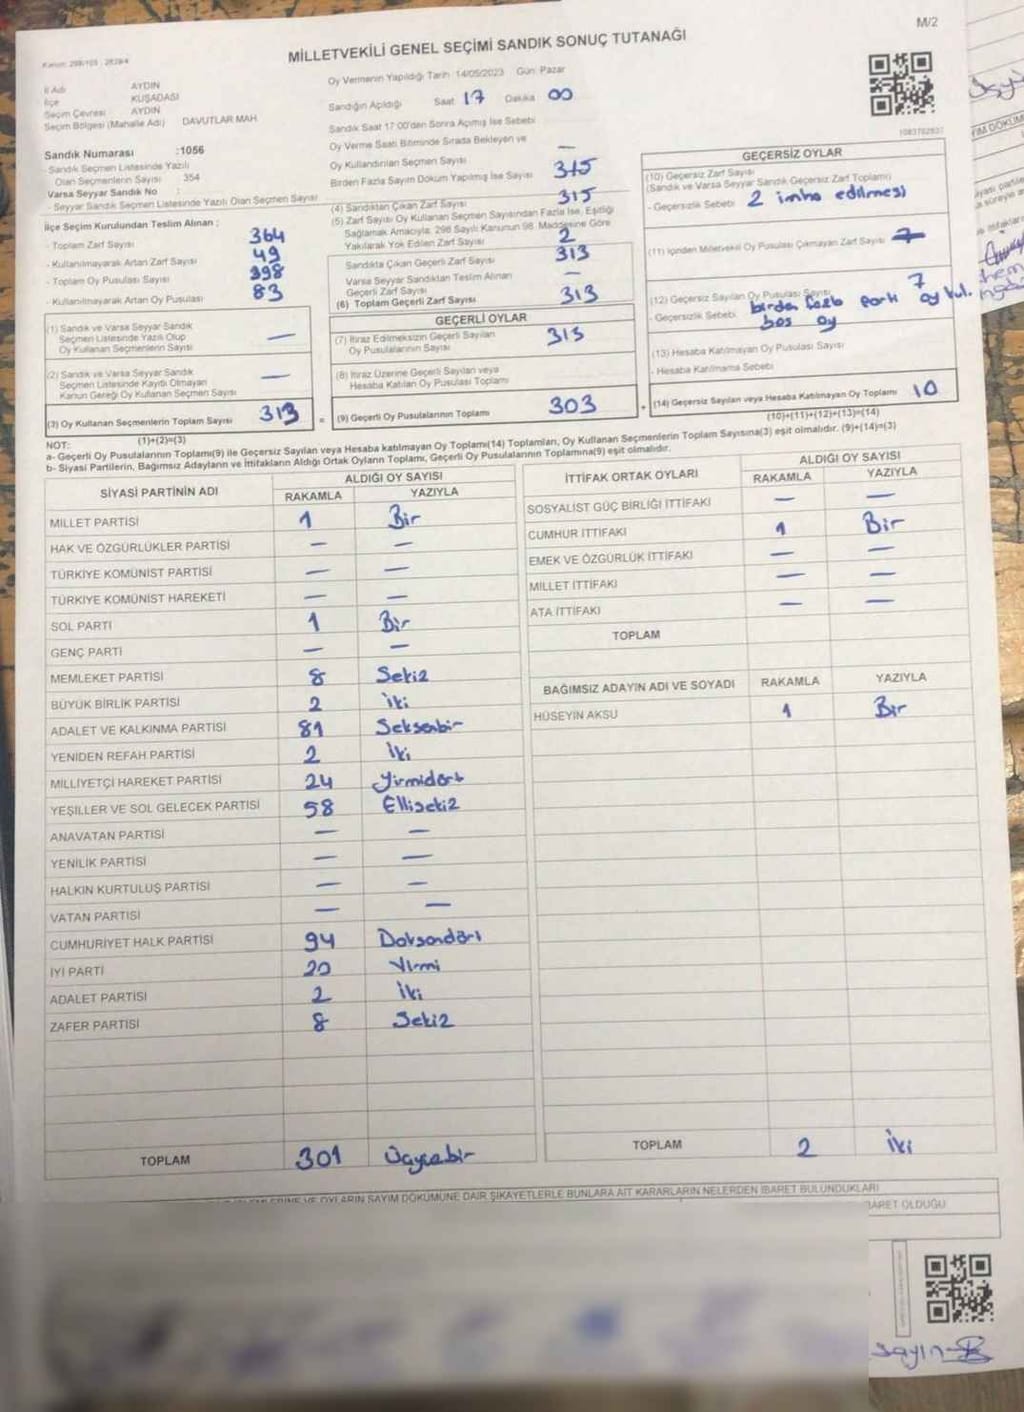 M/2
MİLLETVEKİLİ GENEL SEÇİMİ SANDIK SONUÇ TUTANAĞI
İl Adı AYDIN
İlçe KUŞADASI
Seçim Çevresi AYDIN
Seçim Bölgesi (Mahalle Adı) DAVUTLAR MAH
Sandık Numarası :1056
- Sandık Seçmen Listesinde Yazılı
Olan Seçmenlerin Sayısı 354
Varsa Seyyar Sandık No :
- Seyyar Sandık Seçmen Listesinde Yazılı Olan Seçmen Sayısı
İlçe Seçim Kurulundan Teslim Alınan ;
- Toplam Zarf Sayısı 364
- Kullanılmayarak Artan Zarf Sayısı 49
- Toplam Oy Pusulası Sayısı 398
- Kullanılmayarak Artan Oy Pusulası 83
(1) Sandık ve Varsa Seyyar Sandık
Seçmen Listesinde Yazılı Olup
Oy Kullanan Seçmenlerin Sayısı —
(2) Sandık ve Varsa Seyyar Sandık
Seçmen Listesinde Kayıtlı Olmayan
Kanun Gereği Oy Kullanan Seçmen Sayısı —
(3) Oy Kullanan Seçmenlerin Toplam Sayısı 313
(1)+(2)=(3)
Oy Vermenin Yapıldığı Tarih 14/05/2023 Gün: Pazar
Sandığın Açıldığı Saat 17 Dakika 00
Sandık Saat 17:00'den Sonra Açılmış İse Sebebi
Oy Verme Saati Bitiminde Sırada Bekleyen ve
Oy Kullandırılan Seçmen Sayısı —
Birden Fazla Sayım Döküm Yapılmış İse Sayısı 315
(4) Sandıktan Çıkan Zarf Sayısı 315
(5) Zarf Sayısı Oy Kullanan Seçmen Sayısından Fazla İse, Eşitliği
Sağlamak Amacıyla; 298 Sayılı Kanunun 98. Maddesine Göre
Yakılarak Yok Edilen Zarf Sayısı 2
Sandıkta Çıkan Geçerli Zarf Sayısı 313
Varsa Seyyar Sandıktan Teslim Alınan
Geçerli Zarf Sayısı —
(6) Toplam Geçerli Zarf Sayısı 313
GEÇERLİ OYLAR
(7) İtiraz Edilmeksizin Geçerli Sayılan
Oy Pusulalarının Sayısı 313
(8) İtiraz Üzerine Geçerli Sayılan veya
Hesaba Katılan Oy Pusulası Toplamı
= (9) Geçerli Oy Pusulalarının Toplamı 303
1083702837
GEÇERSİZ OYLAR
(10) Geçersiz Zarf Sayısı
(Sandık ve Varsa Seyyar Sandık Geçersiz Zarf Toplamı)
- Geçersizlik Sebebi 2 imha edilmesi
(11) İçinden Milletvekili Oy Pusulası Çıkmayan Zarf Sayısı
(12) Geçersiz Sayılan Oy Pusulası Sayısı 7
- Geçersizlik Sebebi birden fazla parti oy kul.
boş oy
(13) Hesaba Katılmayan Oy Pusulası Sayısı
- Hesaba Katılmama Sebebi
+ (14) Geçersiz Sayılan veya Hesaba Katılmayan Oy Toplamı 10
(10)+(11)+(12)+(13)=(14)
NOT:
a- Geçerli Oy Pusulalarının Toplamı(9) ile Geçersiz Sayılan veya Hesaba katılmayan Oy Toplamı(14) Toplamları, Oy Kullanan Seçmenlerin Toplam Sayısına(3) eşit olmalıdır. (9)+(14)=(3)
b- Siyasi Partilerin, Bağımsız Adayların ve İttifakların Aldığı Ortak Oyların Toplamı, Geçerli Oy Pusulalarının Toplamına(9) eşit olmalıdır.
SİYASİ PARTİNİN ADI ALDIĞI OY SAYISI
RAKAMLA YAZIYLA
MİLLET PARTİSİ 1 Bir
HAK VE ÖZGÜRLÜKLER PARTİSİ — —
TÜRKİYE KOMÜNİST PARTİSİ — —
TÜRKİYE KOMÜNİST HAREKETİ — —
SOL PARTİ 1 Bir
GENÇ PARTİ — —
MEMLEKET PARTİSİ 8 Sekiz
BÜYÜK BİRLİK PARTİSİ 2 İki
ADALET VE KALKINMA PARTİSİ 81 Seksenbir
YENİDEN REFAH PARTİSİ 2 İki
MİLLİYETÇİ HAREKET PARTİSİ 24 Yirmidört
YEŞİLLER VE SOL GELECEK PARTİSİ 58 Ellisekiz
ANAVATAN PARTİSİ — —
YENİLİK PARTİSİ — —
HALKIN KURTULUŞ PARTİSİ — —
VATAN PARTİSİ — —
CUMHURİYET HALK PARTİSİ 94 Doksandört
İYİ PARTİ 20 Yirmi
ADALET PARTİSİ 2 İki
ZAFER PARTİSİ 8 Sekiz
TOPLAM 301 Üçyüzbir
İTTİFAK ORTAK OYLARI ALDIĞI OY SAYISI
RAKAMLA YAZIYLA
SOSYALİST GÜÇ BİRLİĞİ İTTİFAKI — —
CUMHUR İTTİFAKI 1 Bir
EMEK VE ÖZGÜRLÜK İTTİFAKI — —
MİLLET İTTİFAKI — —
ATA İTTİFAKI — —
TOPLAM
BAĞIMSIZ ADAYIN ADI VE SOYADI RAKAMLA YAZIYLA
HÜSEYİN AKSU 1 Bir
TOPLAM 2 İki
OYLARIN SAYIM DÖKÜMÜNE DAİR ŞİKAYETLERLE BUNLARA AİT KARARLARIN NELERDEN İBARET BULUNDUKLARI
İBARET OLDUĞU